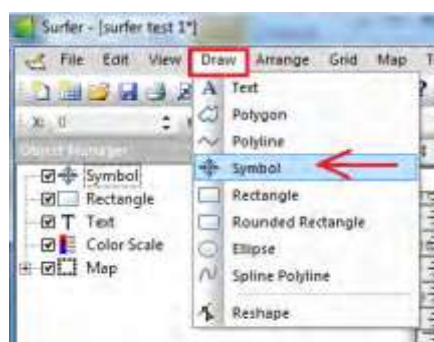 Surfer - [surfer test 1*]
File Edit View Draw Arrange Grid Map
Text
X: 0
Polygon
Polyline
Object Manager
Symbol
Symbol
Rectangle
Rectangle
Text
Rounded Rectangle
Color Scale
Ellipse
Map
Spline Polyline
Reshape